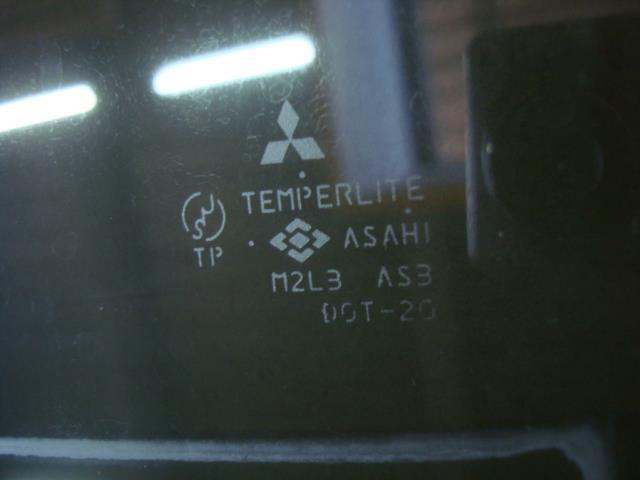 TEMPERLITE
TP ASAHI
M2L3 AS3
DOT-20